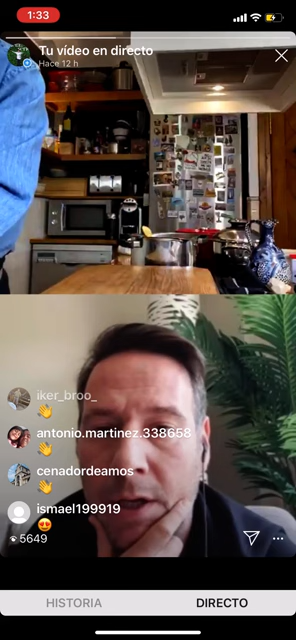 1:33
Tu vídeo en directo
Hace 12 h
iker_broo_
antonio.martinez.338658
cenadordeamos
ismael199919
5649
HISTORIA
DIRECTO